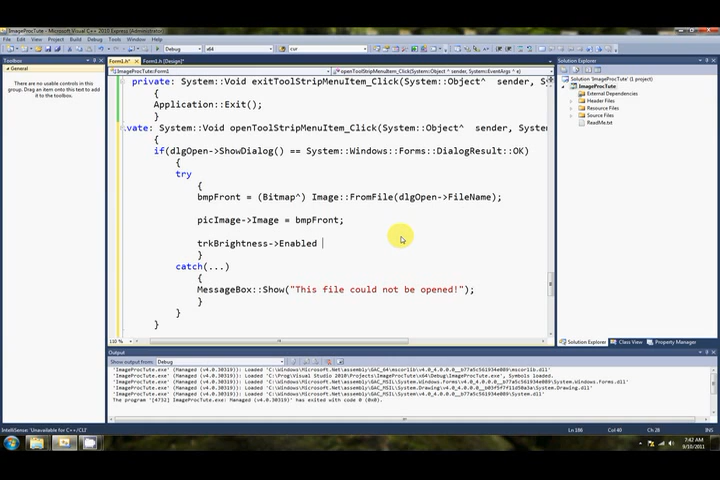 ImageProcTute - Microsoft Visual C++ 2010 Express (Administrator)
File Edit View Project Build Debug Tools Window Help
Debug x64 cur
Toolbox
General
There are no usable controls in this
group. Drag an item onto this text to add
it to the toolbox.
Form1.h* Form1.h [Design]*
ImageProcTute::Form1 openToolStripMenuItem_Click(System::Object ^ sender, System::EventArgs ^ e)
private: System::Void exitToolStripMenuItem_Click(System::Object^ sender, S
{
Application::Exit();
}
ivate: System::Void openToolStripMenuItem_Click(System::Object^ sender, System
{
if(dlgOpen->ShowDialog() == System::Windows::Forms::DialogResult::OK)
{
try
{
bmpFront = (Bitmap^) Image::FromFile(dlgOpen->FileName);
picImage->Image = bmpFront;
trkBrightness->Enabled
}
catch(...)
{
MessageBox::Show("This file could not be opened!");
}
}
}
110 %
Solution Explorer
Solution 'ImageProcTute' (1 project)
ImageProcTute
External Dependencies
Header Files
Resource Files
Source Files
ReadMe.txt
Solution Explorer Class View Property Manager
Output
Show output from: Debug
The program '[4732] ImageProcTute.exe: Managed (v4.0.30319)' has exited with code 0 (0x0).
IntelliSense: 'Unavailable for C++/CLI' Ln 186 Col 40 Ch 28 INS
7:42 AM
9/10/2011